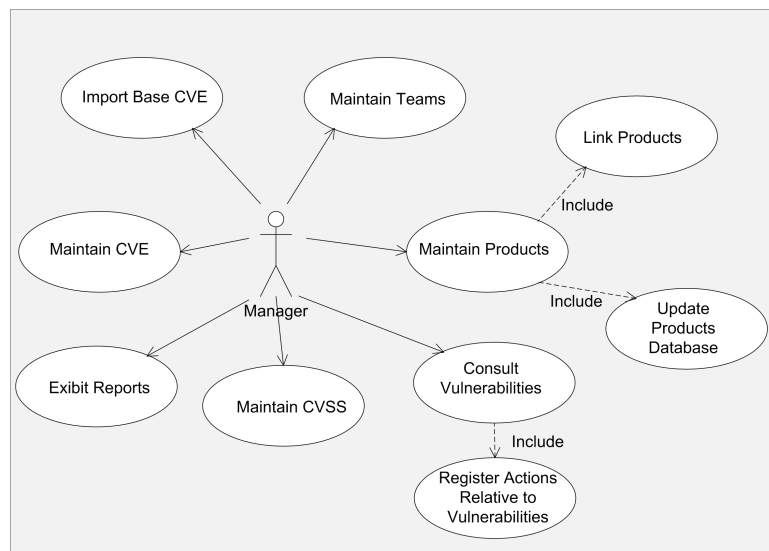 Import Base CVE
Maintain Teams
Link Products
Include
Maintain CVE
Maintain Products
Include
Manager
Update
Products
Database
Exibit Reports
Maintain CVSS
Consult
Vulnerabilities
Include
Register Actions
Relative to
Vulnerabilities